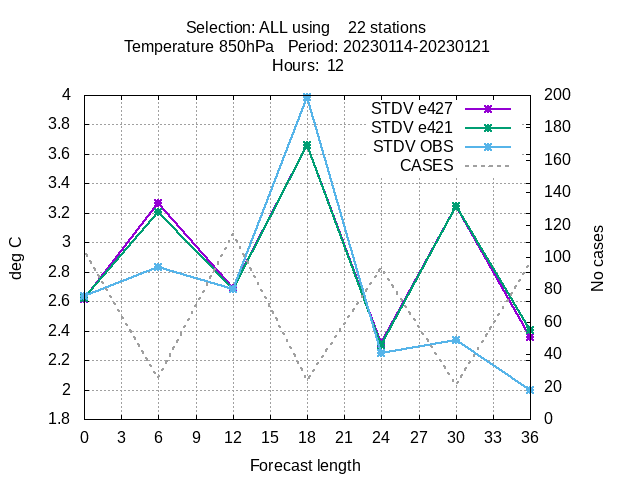 Selection: ALL using 22 stations
Temperature 850hPa Period: 20230114-20230121
Hours: 12
STDV e427
STDV e421
STDV OBS
CASES
deg C
4
3.8
3.6
3.4
3.2
3
2.8
2.6
2.4
2.2
2
1.8
200
180
160
140
120
100
80
60
40
20
0
No cases
0 3 6 9 12 15 18 21 24 27 30 33 36
Forecast length